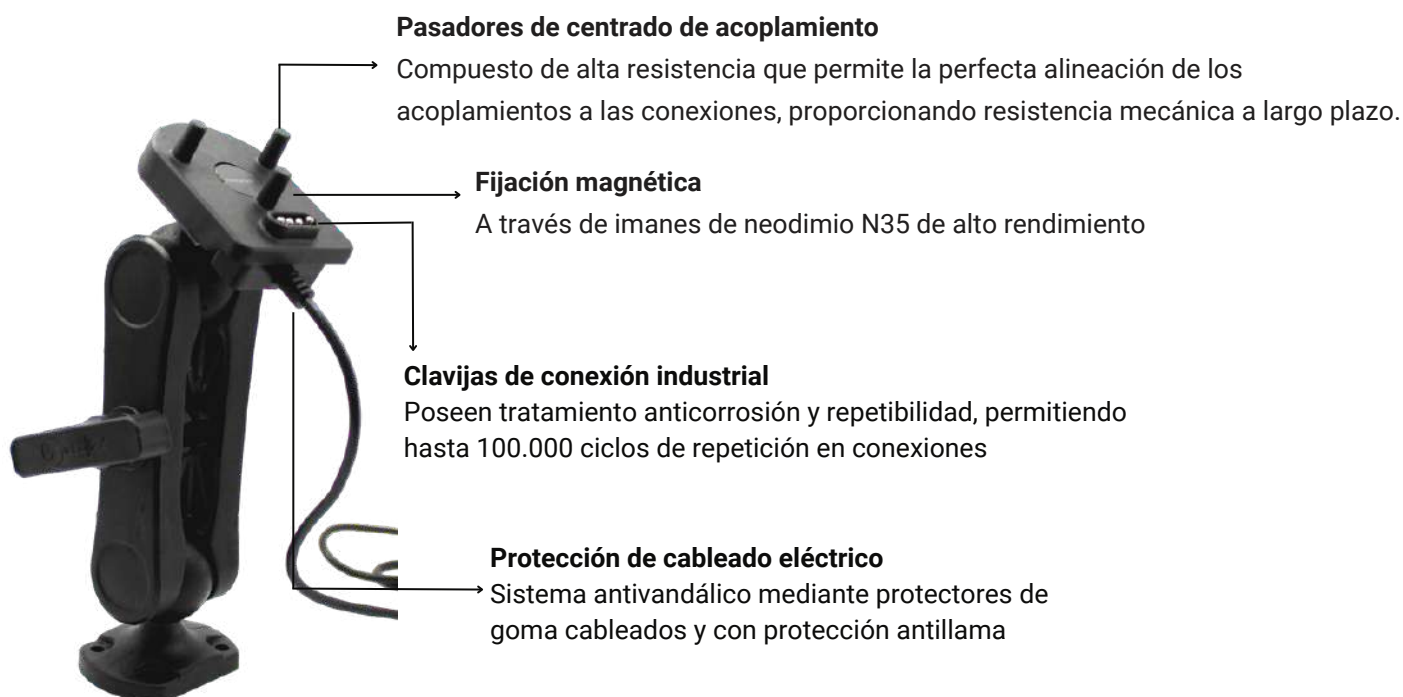 Pasadores de centrado de acoplamiento
Compuesto de alta resistencia que permite la perfecta alineación de los
acoplamientos a las conexiones, proporcionando resistencia mecánica a largo plazo.
Fijación magnética
A través de imanes de neodimio N35 de alto rendimiento
Clavijas de conexión industrial
Poseen tratamiento anticorrosión y repetibilidad, permitiendo
hasta 100.000 ciclos de repetición en conexiones
Protección de cableado eléctrico
Sistema antivandálico mediante protectores de
goma cableados y con protección antillama